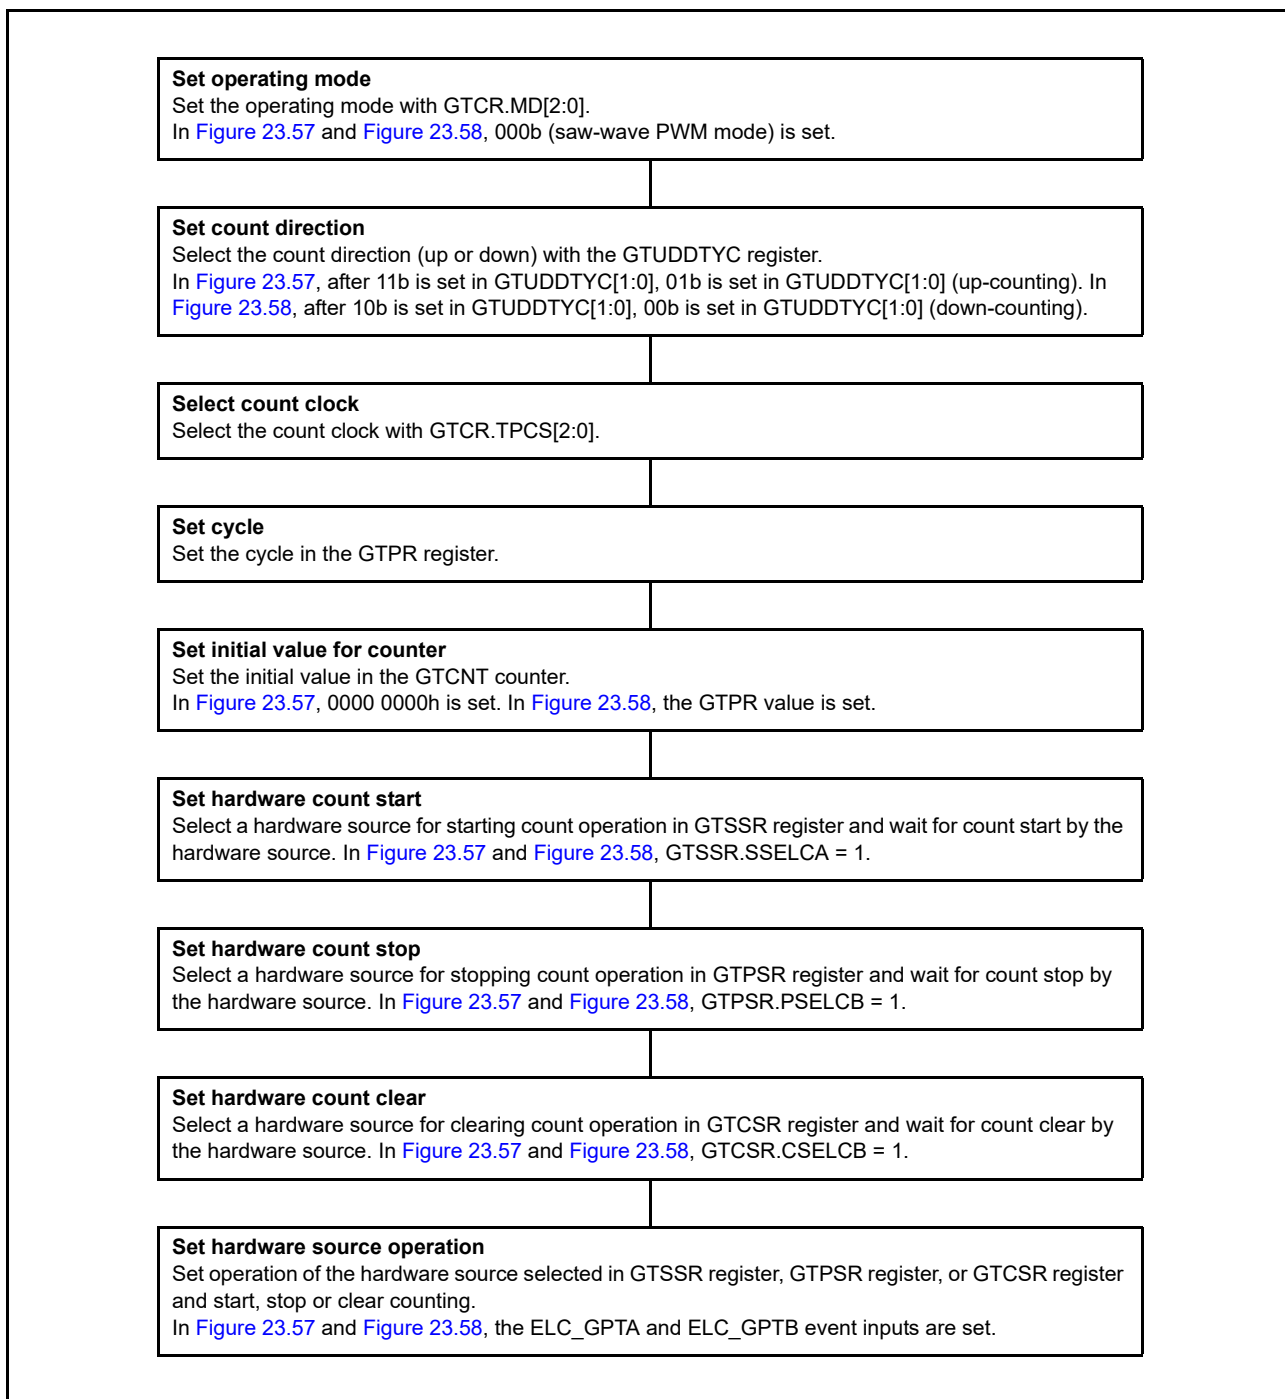 Set operating mode
Set the operating mode with GTCR.MD[2:0].
In Figure 23.57 and Figure 23.58, 000b (saw-wave PWM mode) is set.
Set count direction
Select the count direction (up or down) with the GTUDDTYC register.
In Figure 23.57, after 11b is set in GTUDDTYC[1:0], 01b is set in GTUDDTYC[1:0] (up-counting). In
Figure 23.58, after 10b is set in GTUDDTYC[1:0], 00b is set in GTUDDTYC[1:0] (down-counting).
Select count clock
Select the count clock with GTCR.TPCS[2:0].
Set cycle
Set the cycle in the GTPR register.
Set initial value for counter
Set the initial value in the GTCNT counter.
In Figure 23.57, 0000 0000h is set. In Figure 23.58, the GTPR value is set.
Set hardware count start
Select a hardware source for starting count operation in GTSSR register and wait for count start by the
hardware source. In Figure 23.57 and Figure 23.58, GTSSR.SSELCA = 1.
Set hardware count stop
Select a hardware source for stopping count operation in GTPSR register and wait for count stop by
the hardware source. In Figure 23.57 and Figure 23.58, GTPSR.PSELCB = 1.
Set hardware count clear
Select a hardware source for clearing count operation in GTCSR register and wait for count clear by
the hardware source. In Figure 23.57 and Figure 23.58, GTCSR.CSELCB = 1.
Set hardware source operation
Set operation of the hardware source selected in GTSSR register, GTPSR register, or GTCSR register
and start, stop or clear counting.
In Figure 23.57 and Figure 23.58, the ELC_GPTA and ELC_GPTB event inputs are set.